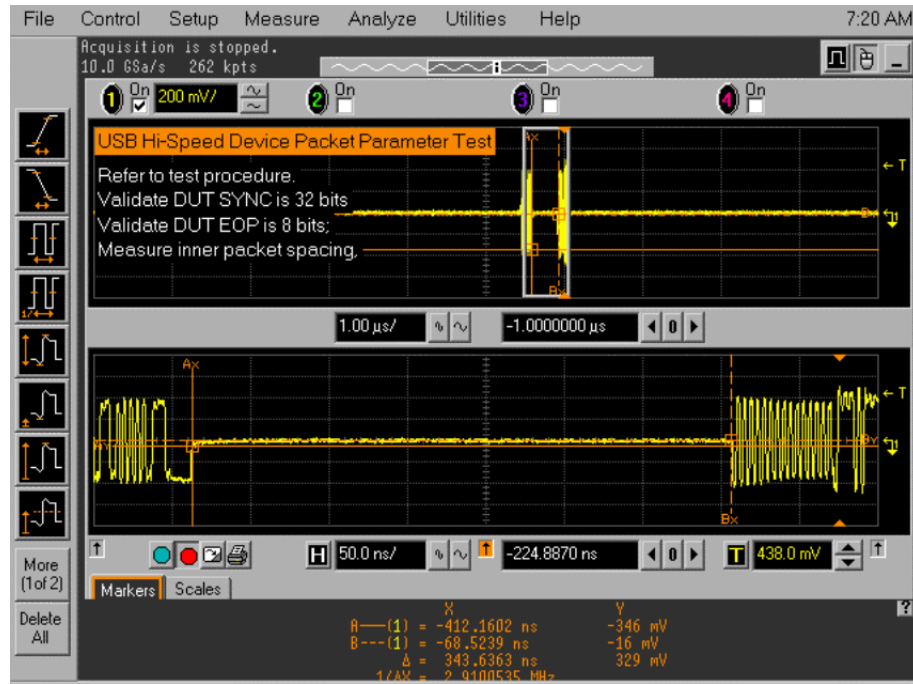 File Control Setup Measure Analyze Utilities Help 7:20 AM
Acquisition is stopped.
10.0 GSa/s 262 kpts
1 On 200 mV/ 2 On 3 On 4 On
USB Hi-Speed Device Packet Parameter Test
Refer to test procedure.
Validate DUT SYNC is 32 bits
Validate DUT EOP is 8 bits;
Measure inner packet spacing,
Ax
T
Bx
1.00 µs/ -1.0000000 µs 0
Ax
T
By
Bx
H 50.0 ns/ -224.8870 ns 0 T 438.0 mV
More
(1 of 2)
Delete
All
Markers Scales
?
X Y
A——(1) = -412.1602 ns -346 mV
B---(1) = -68.5239 ns -16 mV
Δ = 343.6363 ns 329 mV
1/ΔX = 2.9100535 MHz